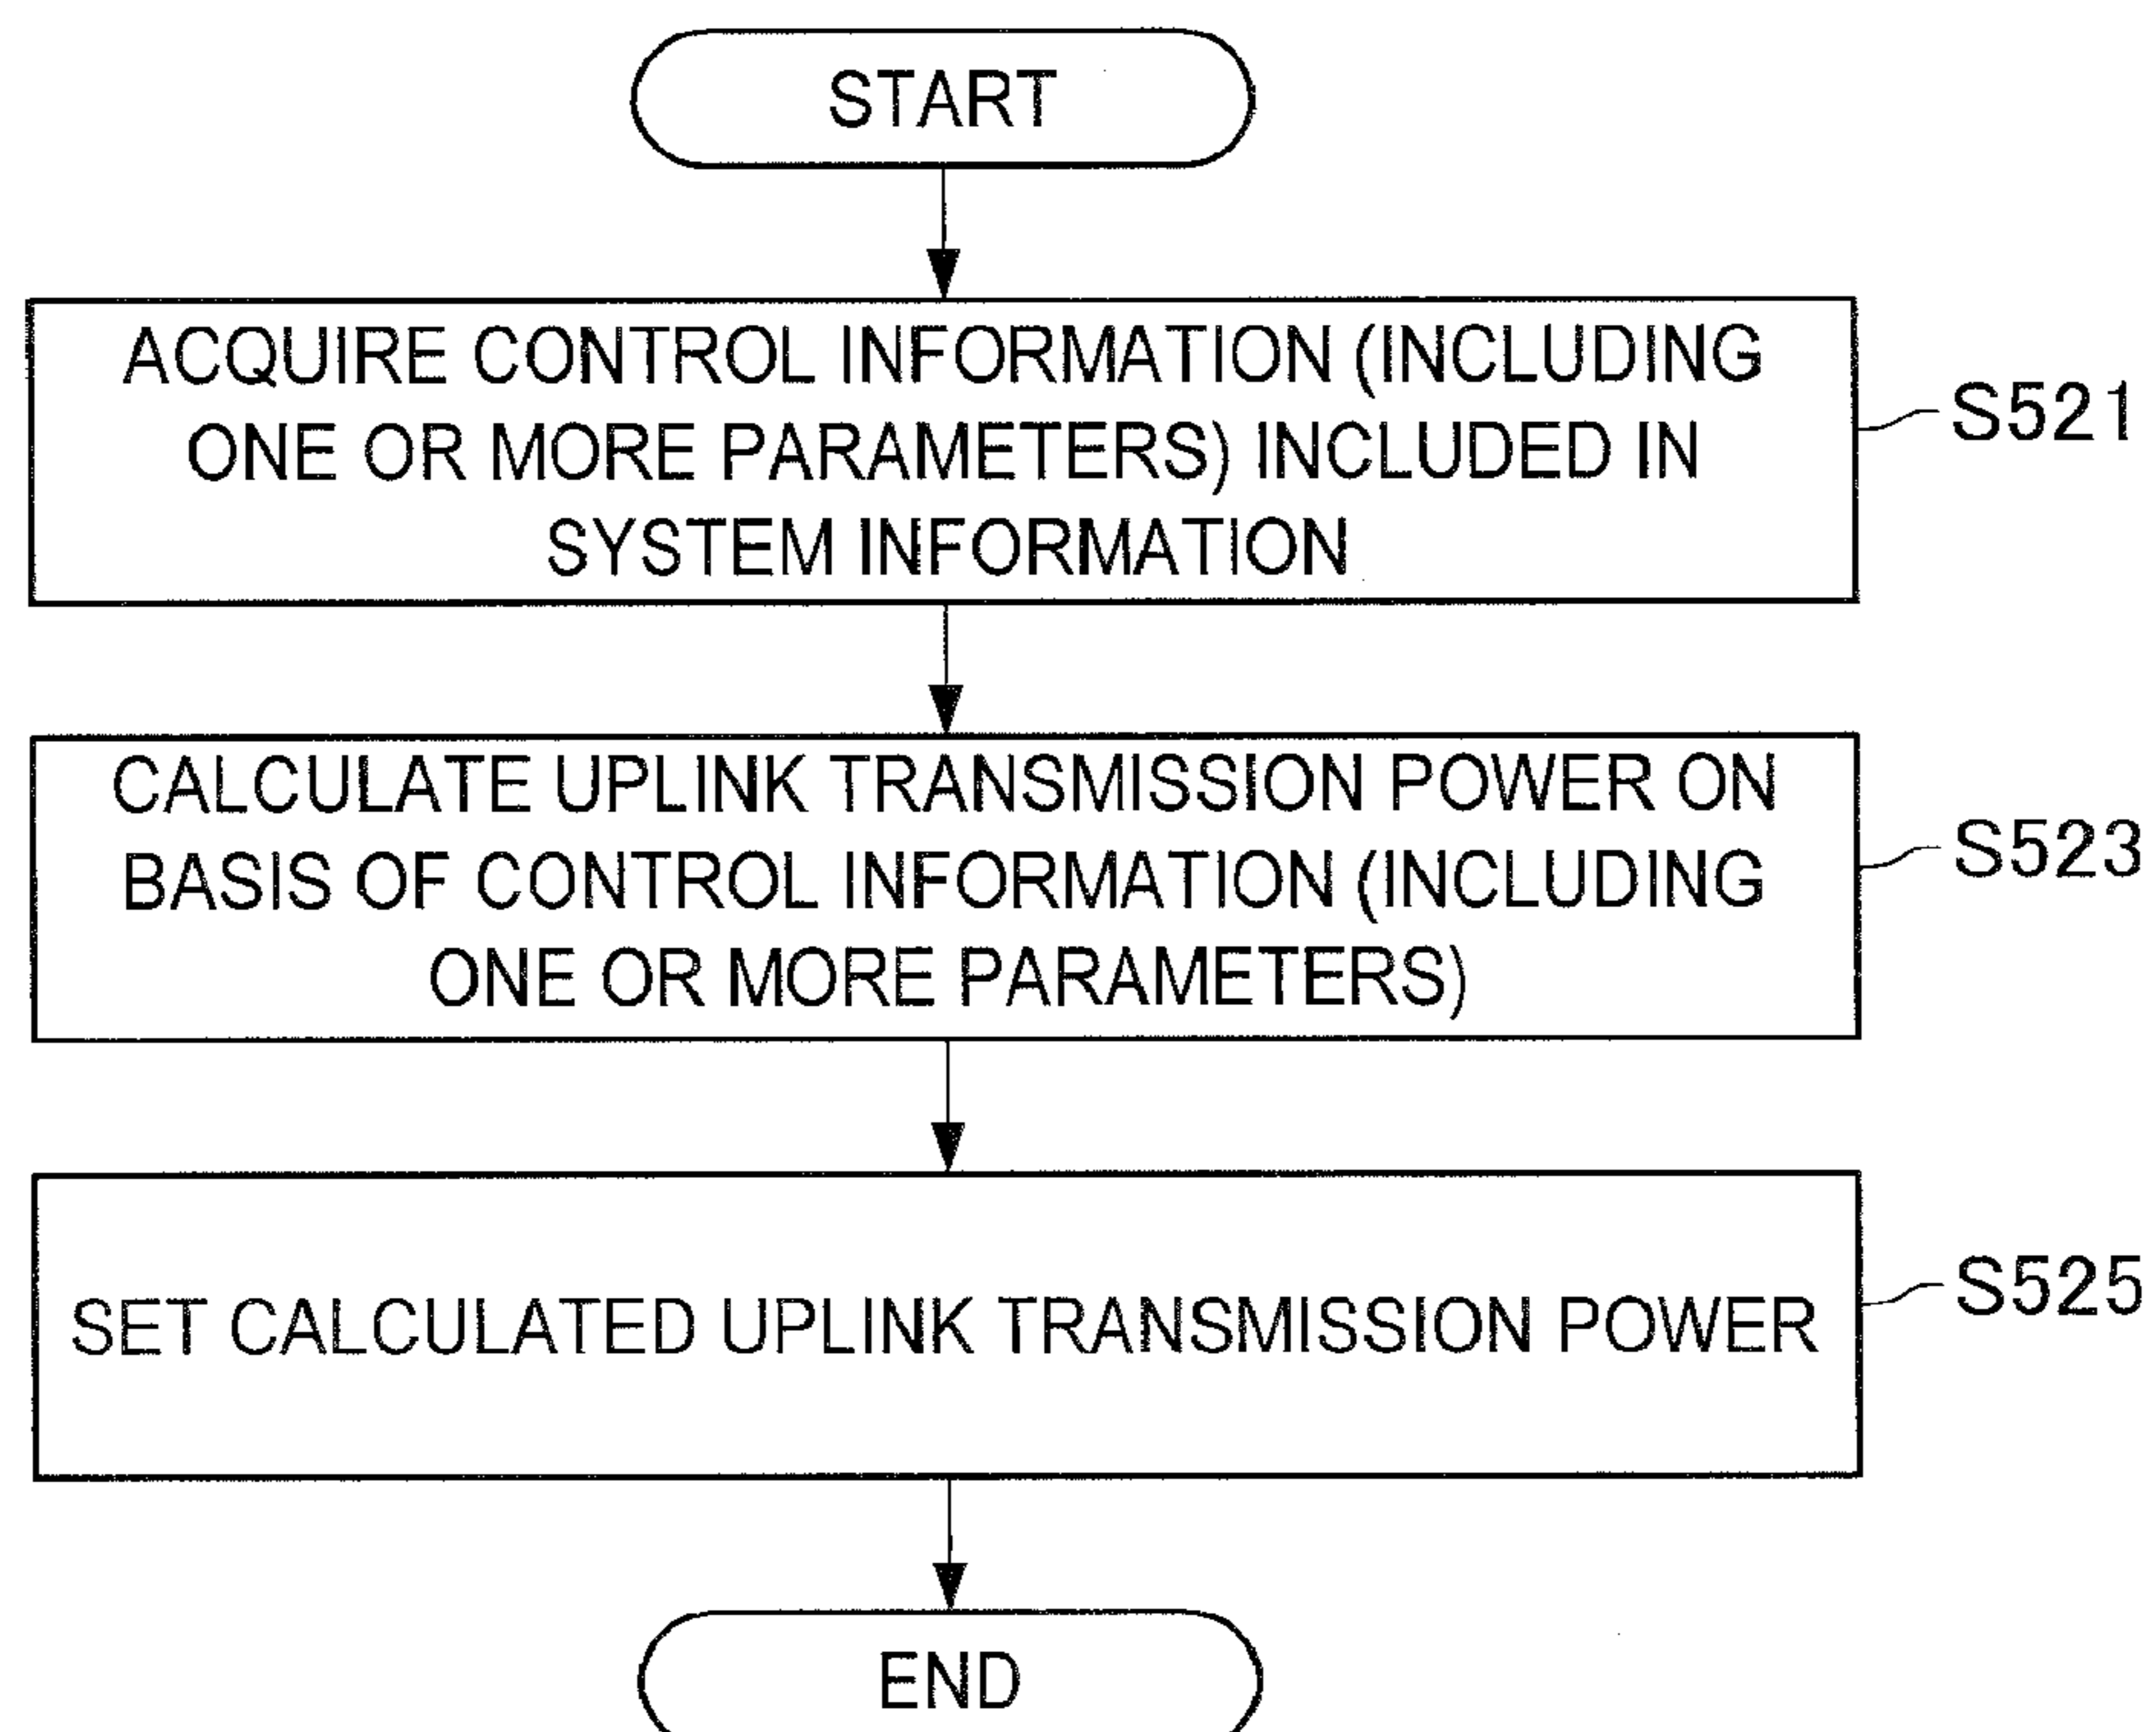 START
ACQUIRE CONTROL INFORMATION (INCLUDING
ONE OR MORE PARAMETERS) INCLUDED IN
SYSTEM INFORMATION
S521
CALCULATE UPLINK TRANSMISSION POWER ON
BASIS OF CONTROL INFORMATION (INCLUDING
ONE OR MORE PARAMETERS)
S523
SET CALCULATED UPLINK TRANSMISSION POWER
S525
END